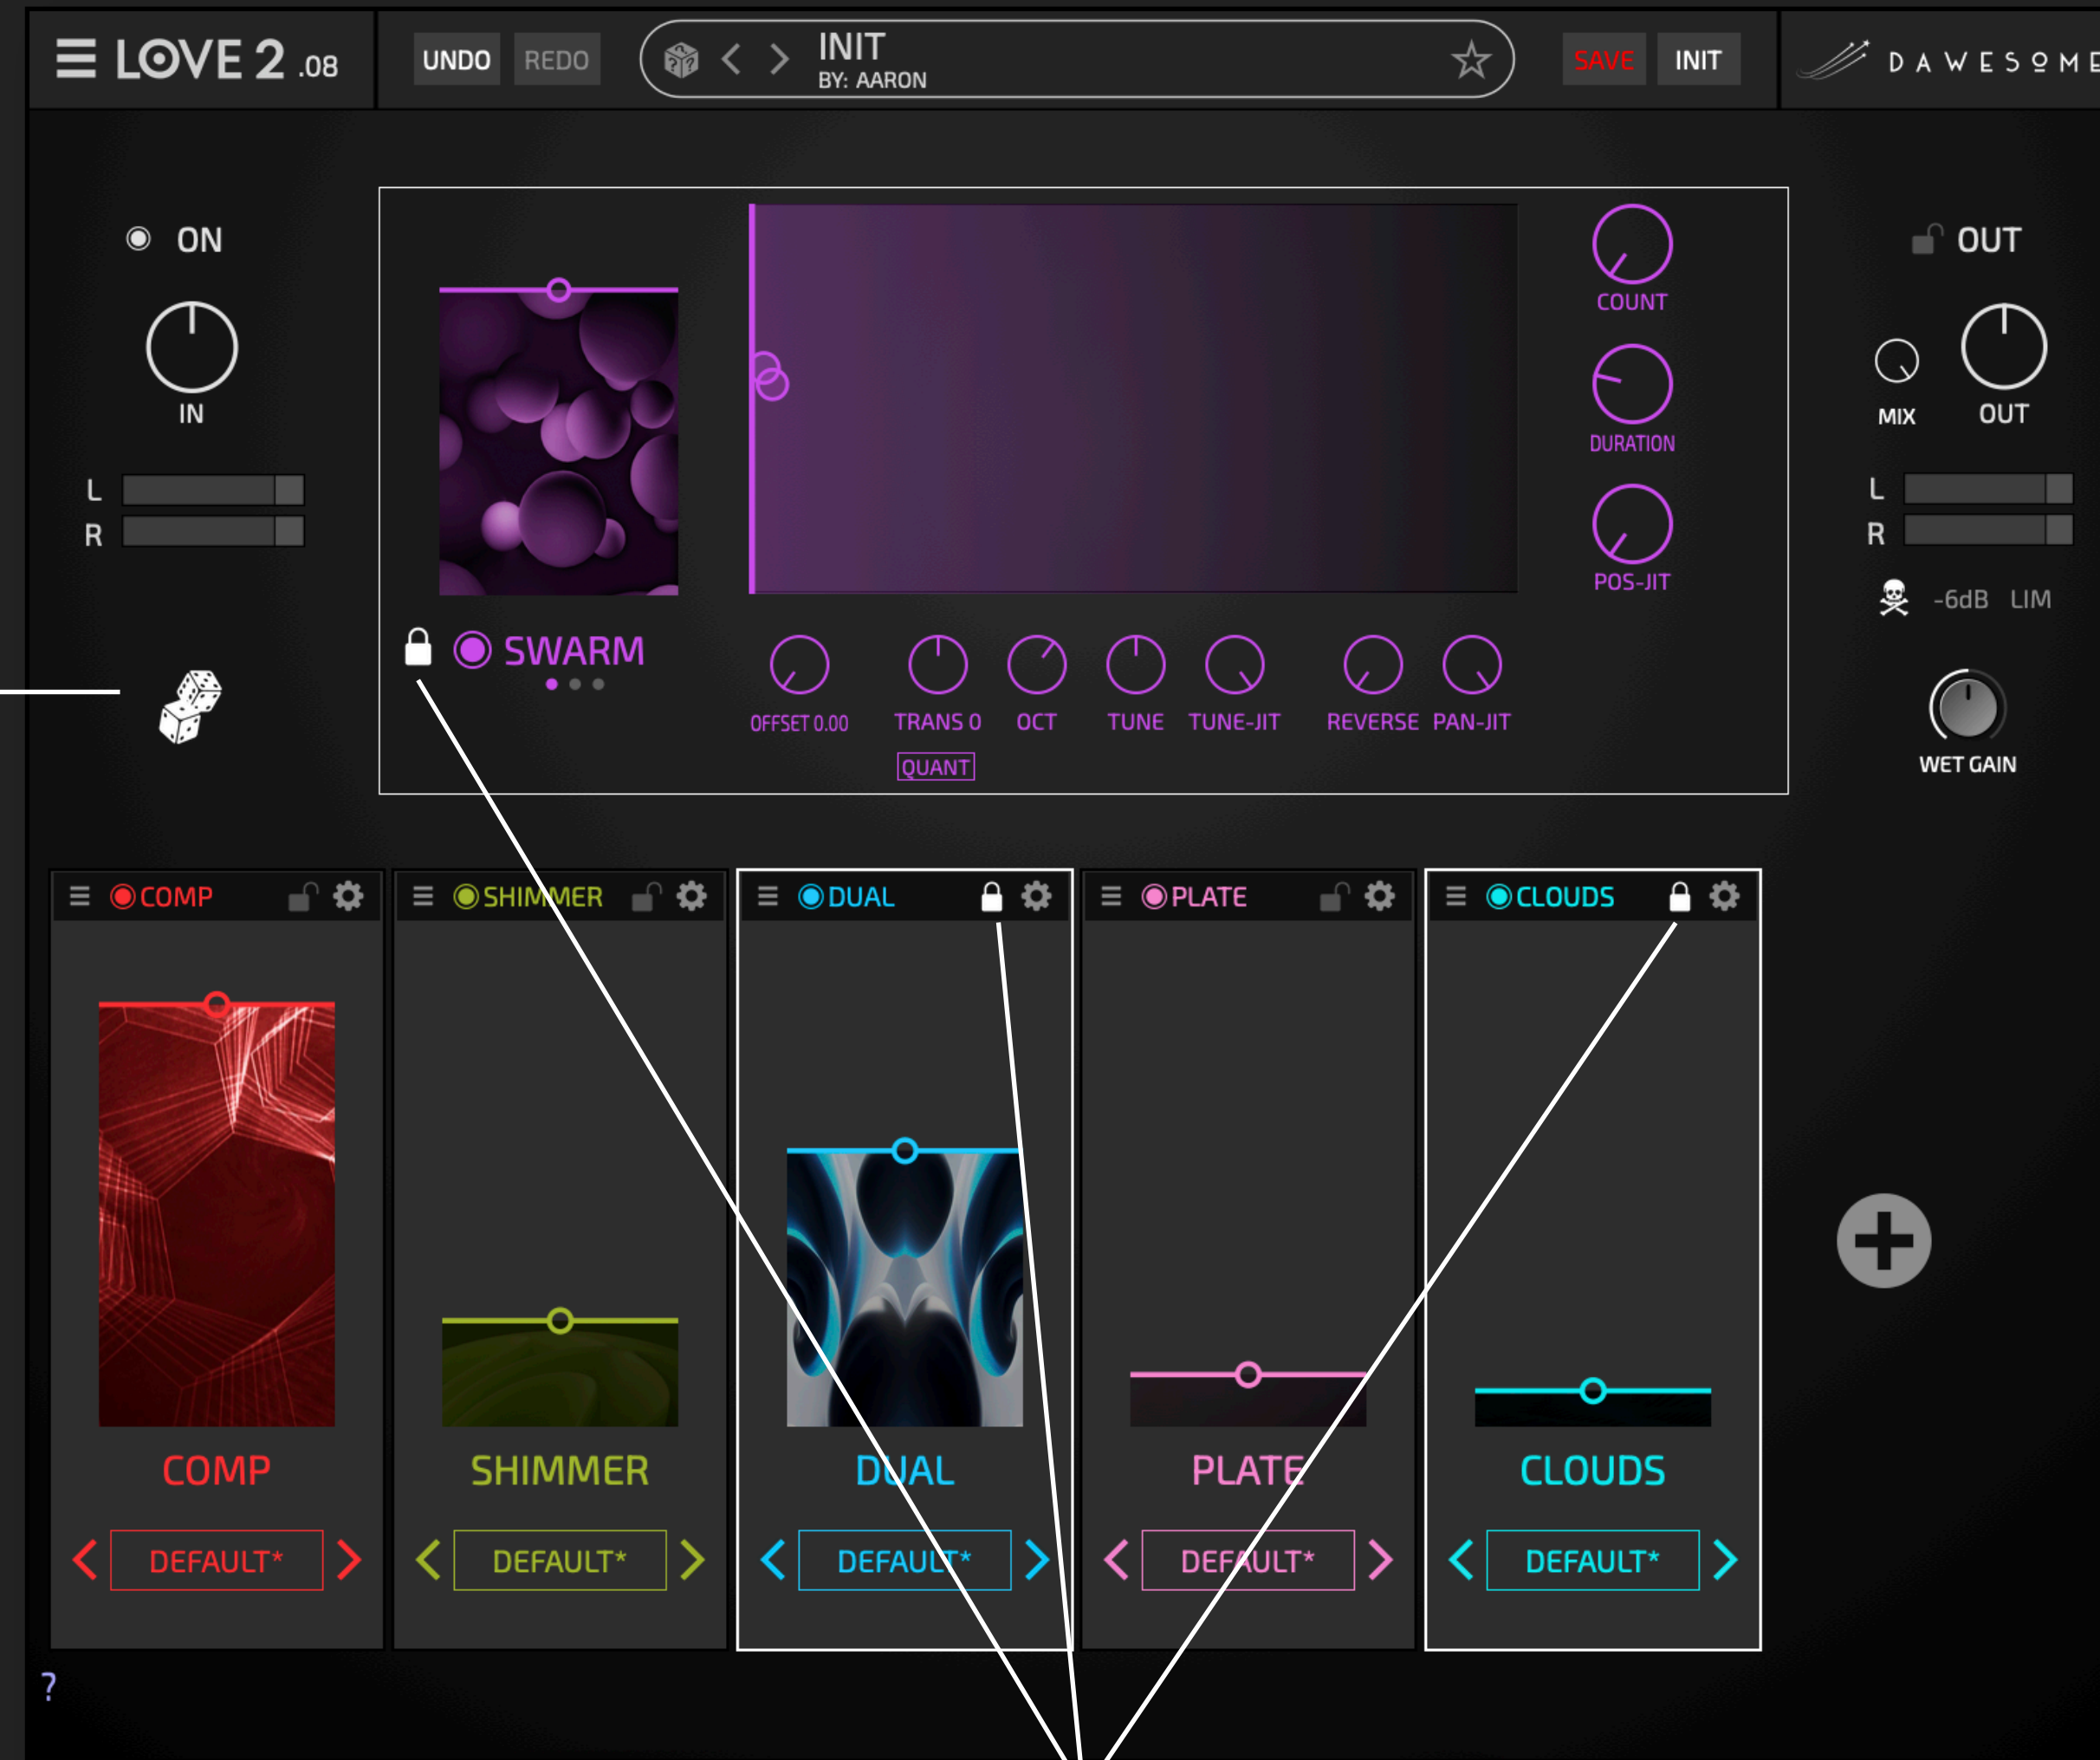 LOVE 2 .08
UNDO
REDO
INIT
BY: AARON
SAVE
INIT
DAWESOME
ON
IN
L
R
COUNT
DURATION
POS-JIT
SWARM
OFFSET 0.00
TRANS 0
OCT
TUNE
TUNE-JIT
REVERSE
PAN-JIT
QUANT
OUT
MIX
OUT
L
R
-6dB
LIM
WET GAIN
COMP
SHIMMER
DUAL
PLATE
CLOUDS
COMP
SHIMMER
DUAL
PLATE
CLOUDS
DEFAULT*
DEFAULT*
DEFAULT*
DEFAULT*
DEFAULT*
?